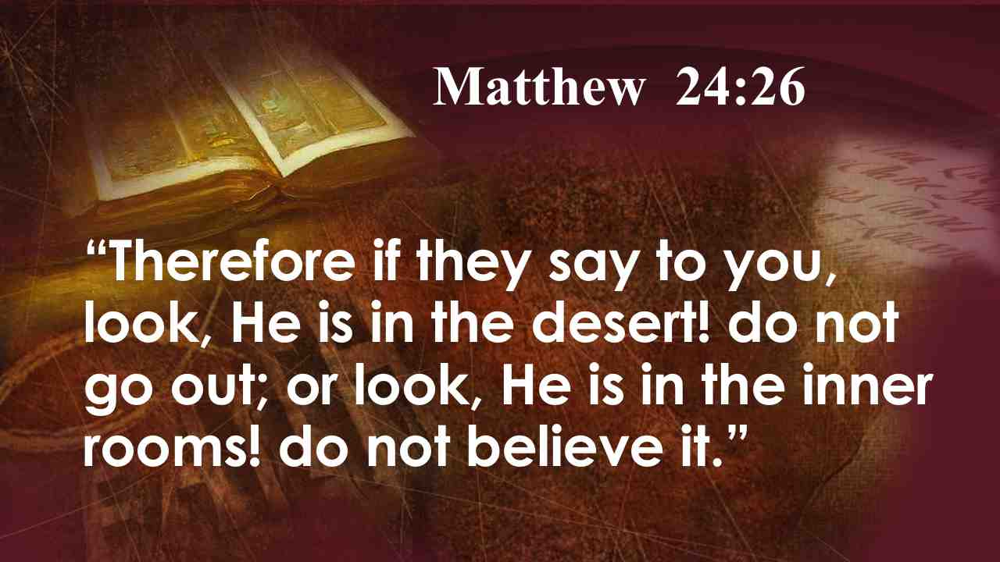 Matthew 24:26
“Therefore if they say to you,
look, He is in the desert! do not
go out; or look, He is in the inner
rooms! do not believe it.”